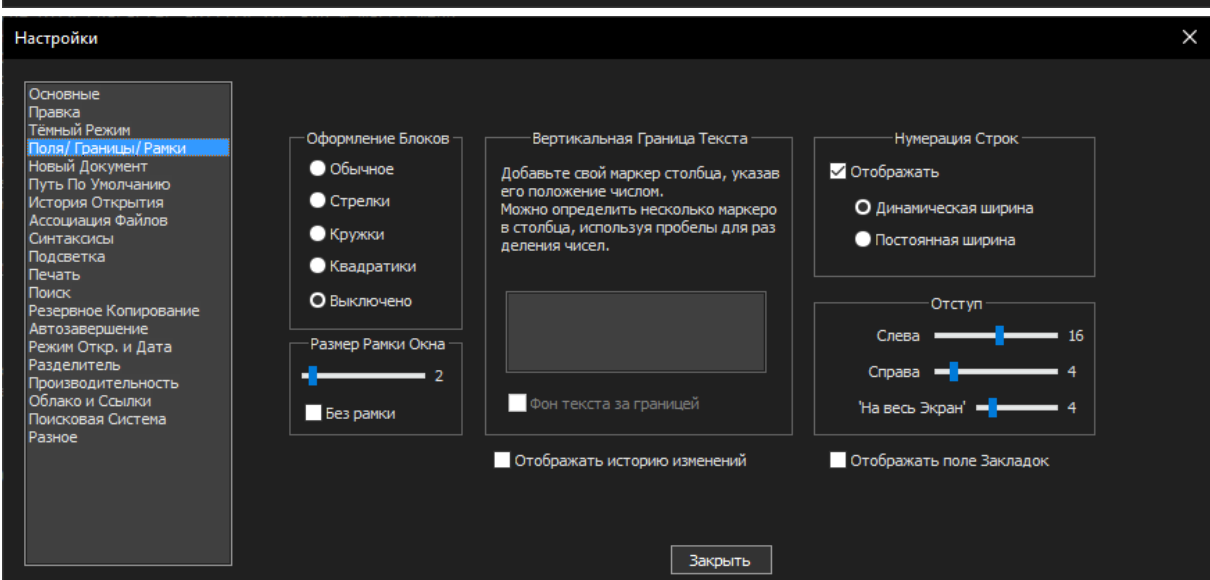 Настройки
Основные
Правка
Тёмный Режим
Поля/ Границы/ Рамки
Новый Документ
Путь По Умолчанию
История Открытия
Ассоциация Файлов
Синтаксисы
Подсветка
Печать
Поиск
Резервное Копирование
Автозавершение
Режим Откр. и Дата
Разделитель
Производительность
Облако и Ссылки
Поисковая Система
Разное
Оформление Блоков
Обычное
Стрелки
Кружки
Квадратики
Выключено
Размер Рамки Окна
2
Без рамки
Вертикальная Граница Текста
Добавьте свой маркер столбца, указав
его положение числом.
Можно определить несколько маркеро
в столбца, используя пробелы для раз
деления чисел.
Фон текста за границей
Отображать историю изменений
Нумерация Строк
Отображать
Динамическая ширина
Постоянная ширина
Отступ
Слева 16
Справа 4
'На весь Экран' 4
Отображать поле Закладок
Закрыть